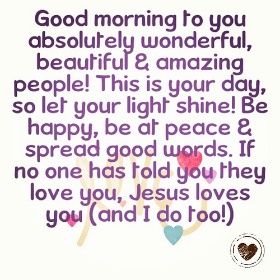 Good morning to you
absolutely wonderful,
beautiful & amazing
people! This is your day,
so let your light shine! Be
happy, be at peace &
spread good words. If
no one has told you they
love you, Jesus loves
you (and I do too!)